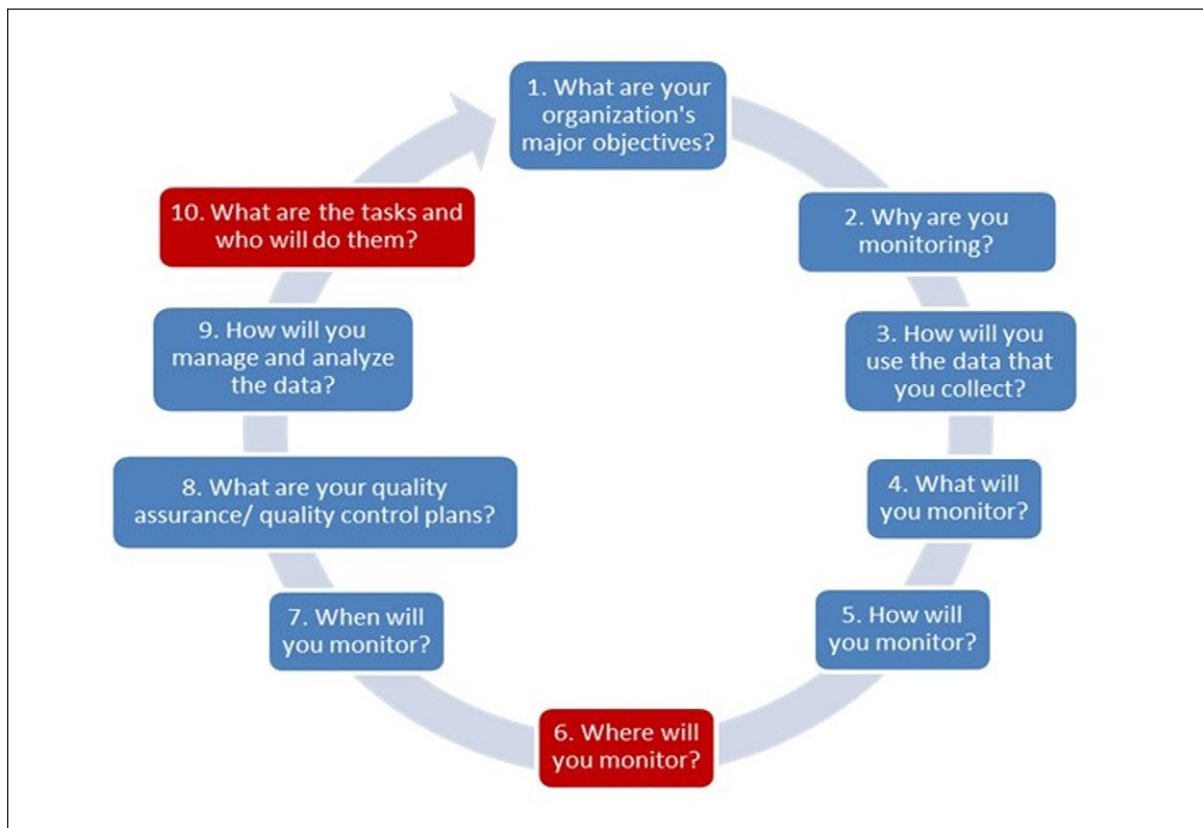 1. What are your
organization's
major objectives?
2. Why are you
monitoring?
3. How will you
use the data that
you collect?
4. What will
you monitor?
5. How will
you monitor?
6. Where will
you monitor?
7. When will
you monitor?
8. What are your quality
assurance/ quality control plans?
9. How will you
manage and analyze
the data?
10. What are the tasks and
who will do them?